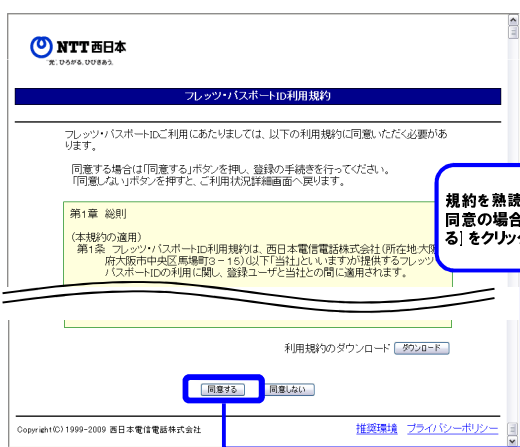 NTT西日本
光、ひろがる、ひびきあう。
フレッツ・パスポートID利用規約
フレッツ・パスポートIDご利用にあたりましては、以下の利用規約に同意いただく必要があ
ります。
同意する場合は「同意する」ボタンを押し、登録の手続きを行ってください。
「同意しない」ボタンを押すと、ご利用状況詳細画面へ戻ります。
規約を熟読
同意の場合
る] をクリッ
第1章 総則
(本規約の適用)
第1条 フレッツ・パスポートID利用規約は、西日本電信電話株式会社(所在地大阪
府大阪市中央区馬場町3-15)(以下「当社」といいます)が提供するフレッツ
パスポートIDの利用に関し、登録ユーザと当社との間に適用されます。
利用規約のダウンロード ダウンロード
同意する 同意しない
Copyright(C) 1999-2009 西日本電信電話株式会社 推奨環境 プライバシーポリシー